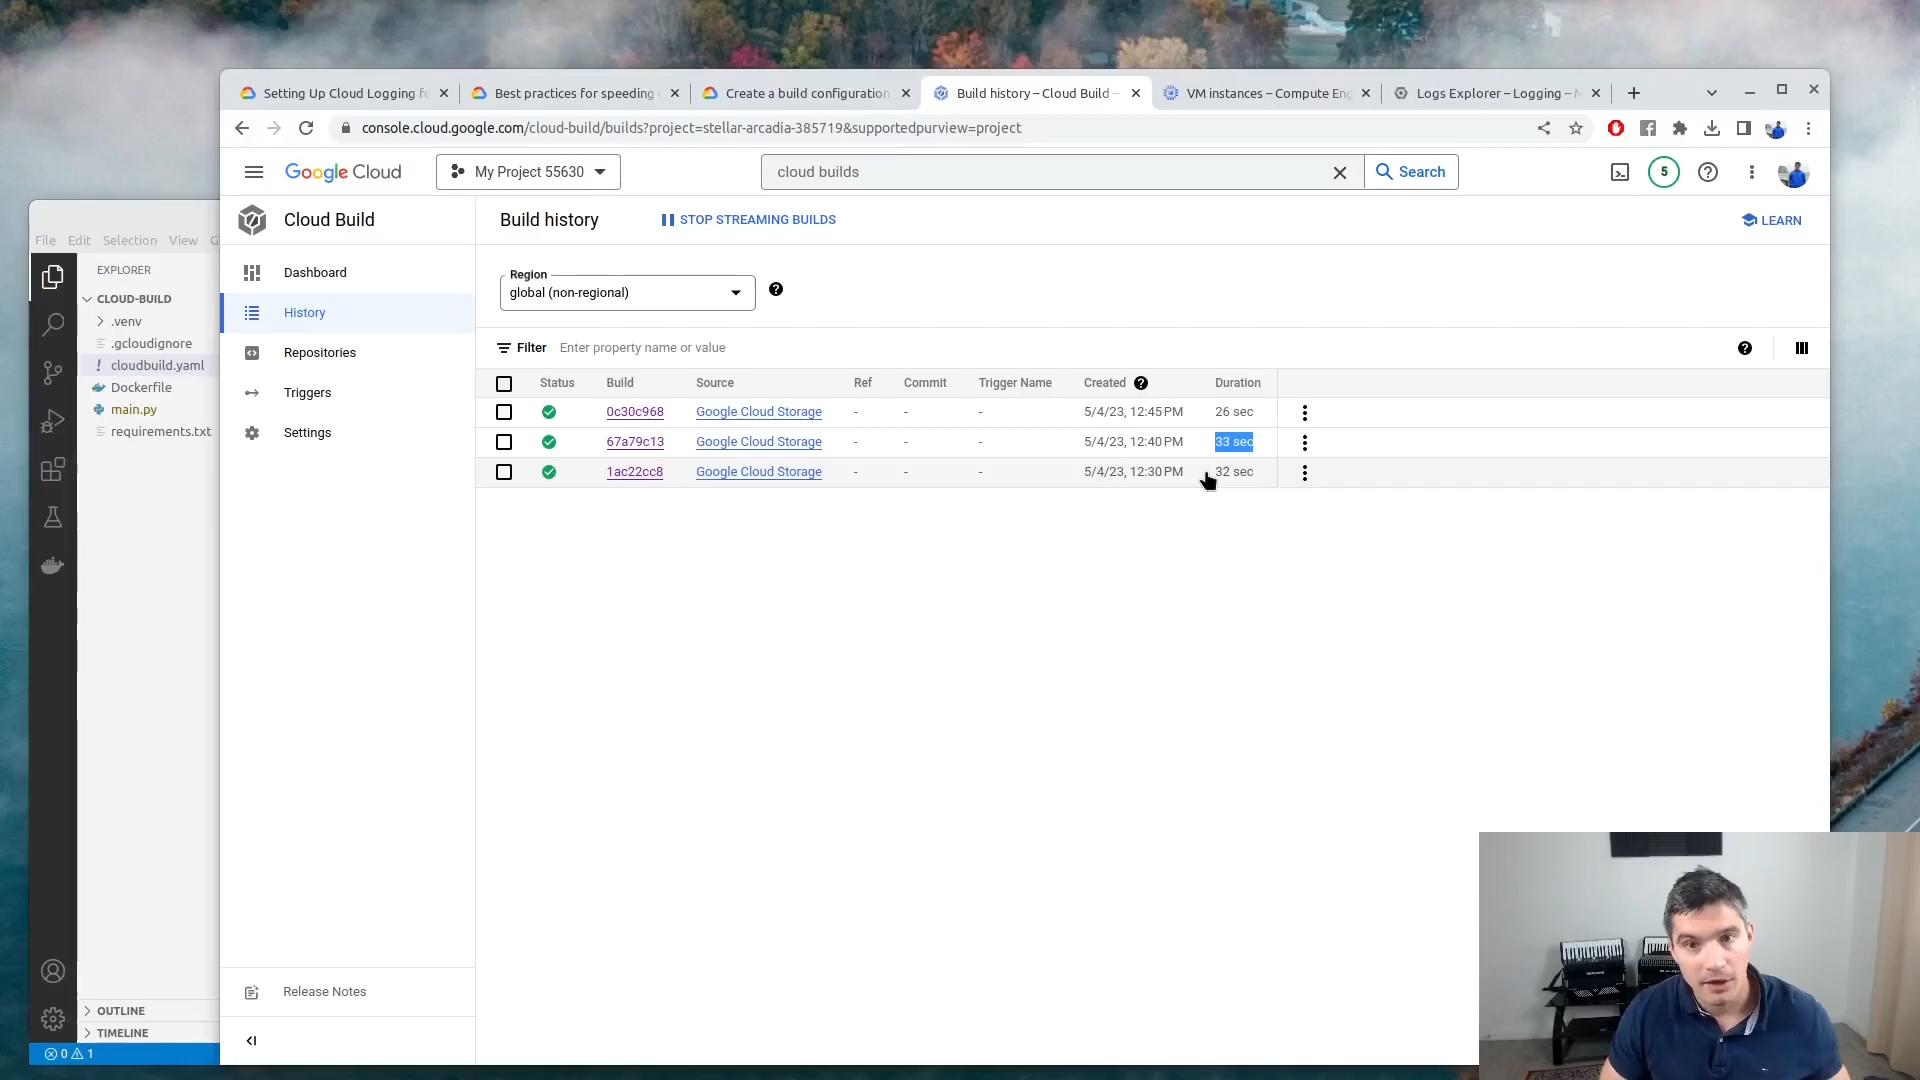 Setting Up Cloud Logging fo
Best practices for speeding u
Create a build configuration
Build history – Cloud Build –
VM instances – Compute Eng
Logs Explorer – Logging – M
console.cloud.google.com/cloud-build/builds?project=stellar-arcadia-385719&supportedpurview=project
Google Cloud
My Project 55630
cloud builds
Search
5
Cloud Build
Build history
STOP STREAMING BUILDS
LEARN
File Edit Selection View G
EXPLORER
CLOUD-BUILD
.venv
.gcloudignore
! cloudbuild.yaml
Dockerfile
main.py
requirements.txt
OUTLINE
TIMELINE
0 1
Dashboard
History
Repositories
Triggers
Settings
Release Notes
Region
global (non-regional)
Filter Enter property name or value
Status Build Source Ref Commit Trigger Name Created Duration
0c30c968 Google Cloud Storage - - - 5/4/23, 12:45 PM 26 sec
67a79c13 Google Cloud Storage - - - 5/4/23, 12:40 PM 33 sec
1ac22cc8 Google Cloud Storage - - - 5/4/23, 12:30 PM 32 sec